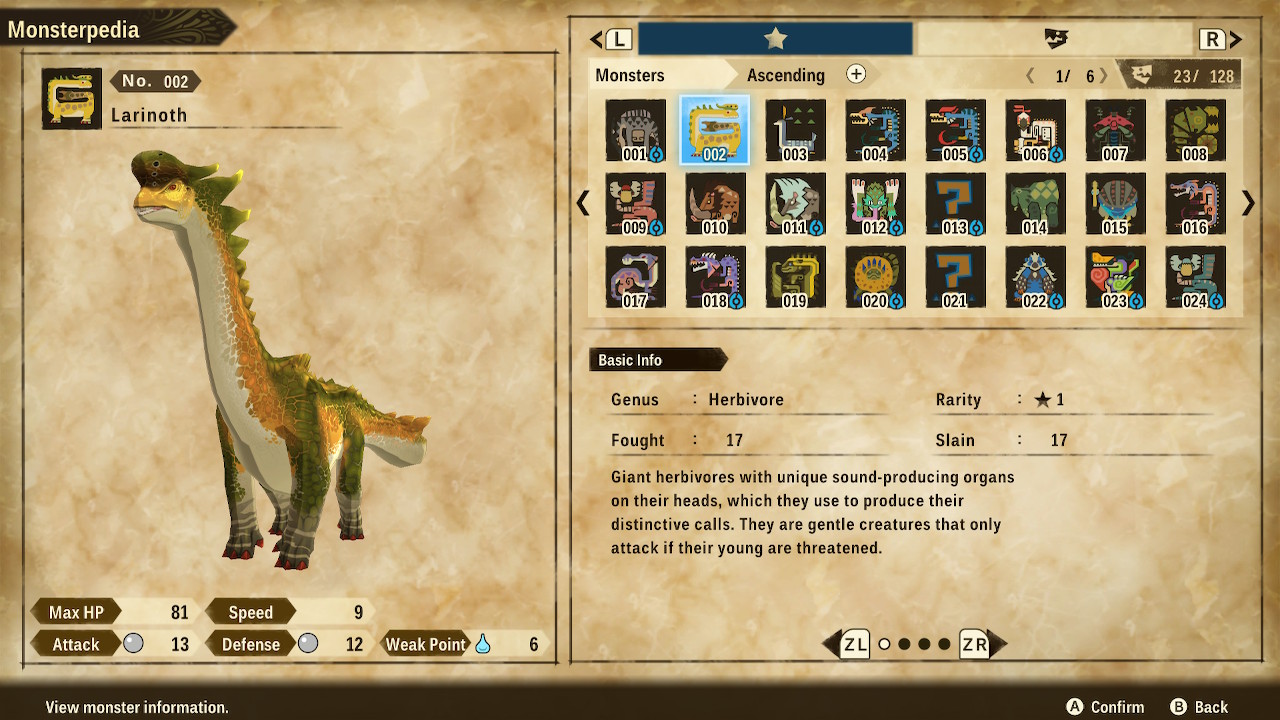 Monsterpedia
No. 002
Larinoth
Max HP 81
Speed 9
Attack 13
Defense 12
Weak Point 6
View monster information.
L
R
Monsters
Ascending
1/ 6
23/ 128
001 002 003 004 005 006 007 008
009 010 011 012 013 014 015 016
017 018 019 020 021 022 023 024
Basic Info
Genus : Herbivore
Rarity : ★ 1
Fought : 17
Slain : 17
Giant herbivores with unique sound-producing organs
on their heads, which they use to produce their
distinctive calls. They are gentle creatures that only
attack if their young are threatened.
ZL
ZR
A Confirm
B Back